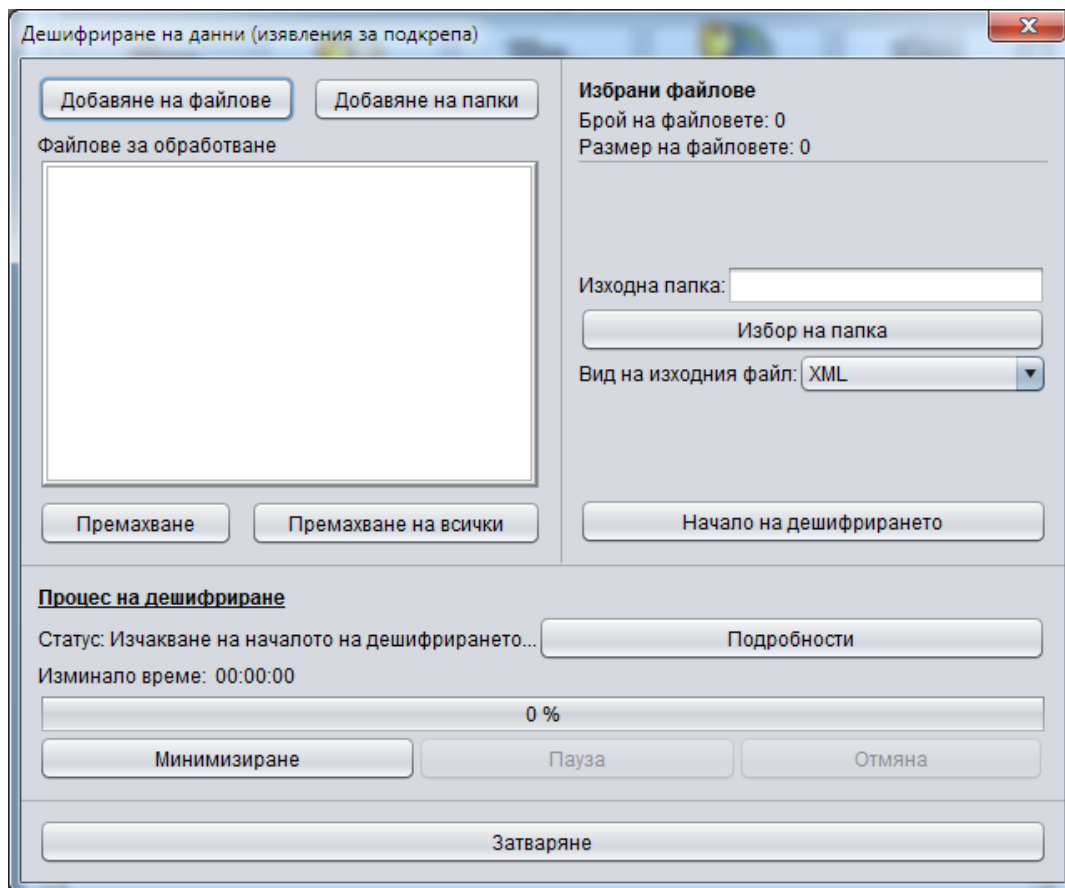 Дешифриране на данни (изявления за подкрепа)
Добавяне на файлове
Добавяне на папки
Файлове за обработване
Премахване
Премахване на всички
Избрани файлове
Брой на файловете: 0
Размер на файловете: 0
Изходна папка:
Избор на папка
Вид на изходния файл: XML
Начало на дешифрирането
Процес на дешифриране
Статус: Изчакване на началото на дешифрирането...
Подробности
Изминало време: 00:00:00
0 %
Минимизиране
Пауза
Отмяна
Затваряне